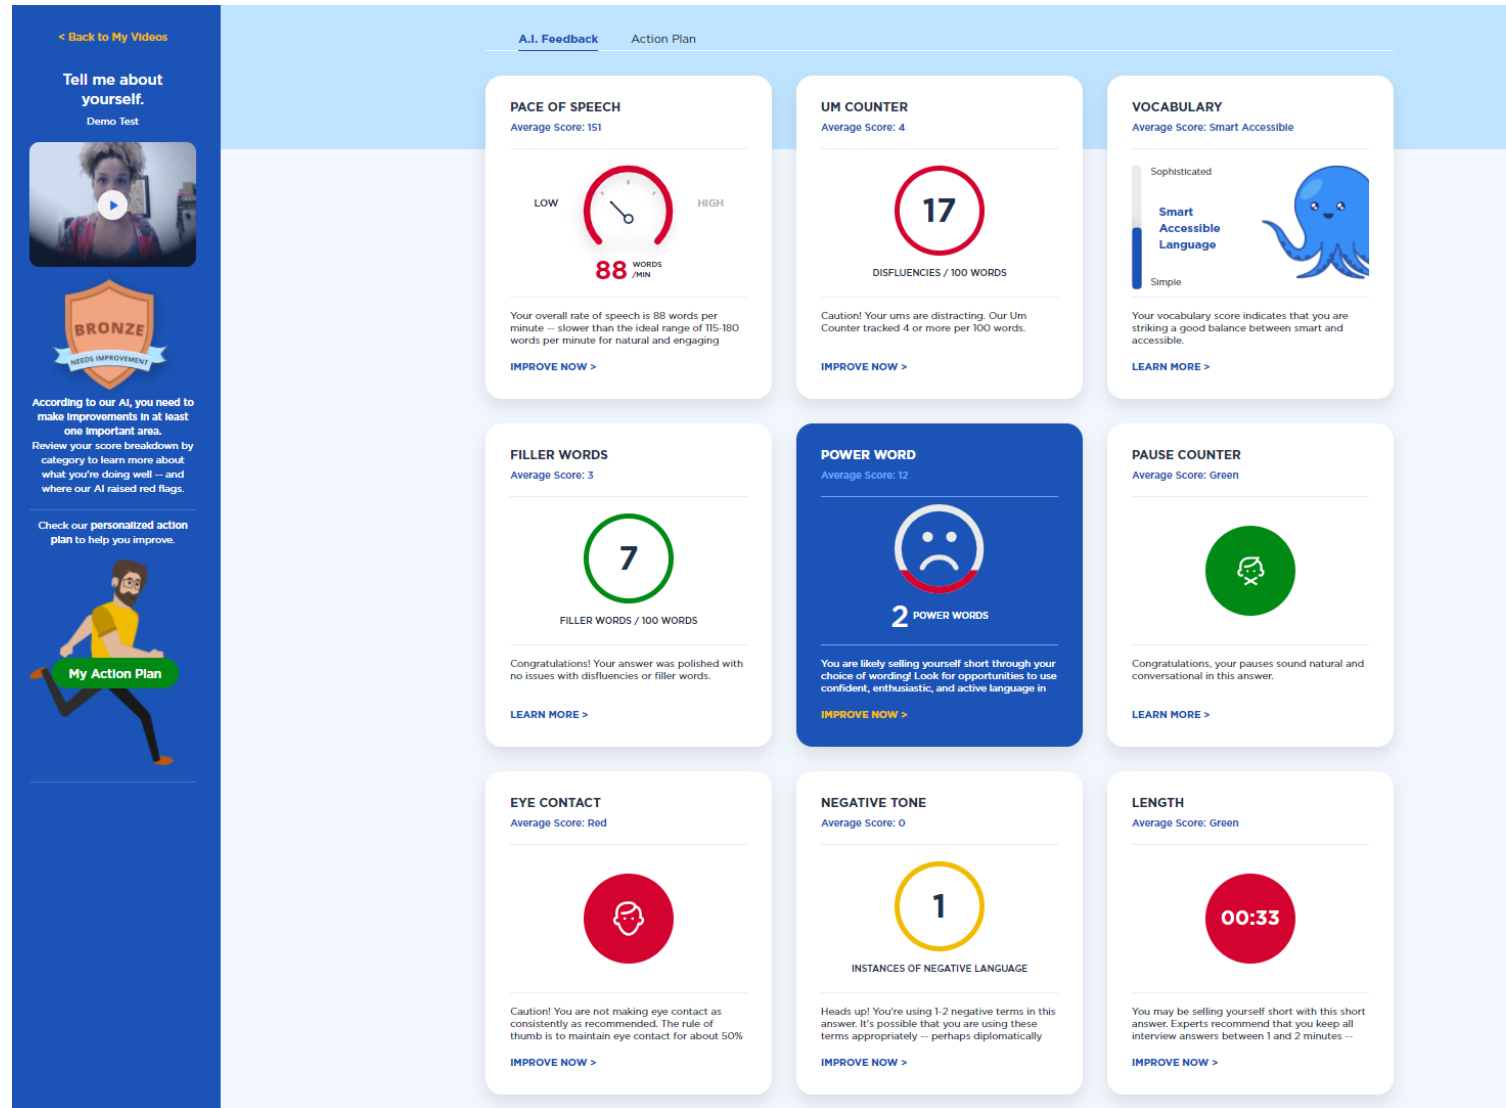 < Back to My Videos
Tell me about
yourself.
Demo Test
BRONZE
NEEDS IMPROVEMENT
According to our AI, you need to
make improvements in at least
one important area.
Review your score breakdown by
category to learn more about
what you're doing well -- and
where our AI raised red flags.
Check our personalized action
plan to help you improve.
My Action Plan
A.I. Feedback
Action Plan
PACE OF SPEECH
Average Score: 151
LOW
HIGH
88 WORDS
/MIN
Your overall rate of speech is 88 words per
minute -- slower than the ideal range of 115-180
words per minute for natural and engaging
IMPROVE NOW >
UM COUNTER
Average Score: 4
17
DISFLUENCIES / 100 WORDS
Caution! Your ums are distracting. Our Um
Counter tracked 4 or more per 100 words.
IMPROVE NOW >
VOCABULARY
Average Score: Smart Accessible
Sophisticated
Smart
Accessible
Language
Simple
Your vocabulary score indicates that you are
striking a good balance between smart and
accessible.
LEARN MORE >
FILLER WORDS
Average Score: 3
7
FILLER WORDS / 100 WORDS
Congratulations! Your answer was polished with
no issues with disfluencies or filler words.
LEARN MORE >
POWER WORD
Average Score: 12
2 POWER WORDS
You are likely selling yourself short through your
choice of wording! Look for opportunities to use
confident, enthusiastic, and active language in
IMPROVE NOW >
PAUSE COUNTER
Average Score: Green
Congratulations, your pauses sound natural and
conversational in this answer.
LEARN MORE >
EYE CONTACT
Average Score: Red
Caution! You are not making eye contact as
consistently as recommended. The rule of
thumb is to maintain eye contact for about 50%
IMPROVE NOW >
NEGATIVE TONE
Average Score: 0
1
INSTANCES OF NEGATIVE LANGUAGE
Heads up! You're using 1-2 negative terms in this
answer. It's possible that you are using these
terms appropriately -- perhaps diplomatically
IMPROVE NOW >
LENGTH
Average Score: Green
00:33
You may be selling yourself short with this short
answer. Experts recommend that you keep all
interview answers between 1 and 2 minutes --
IMPROVE NOW >